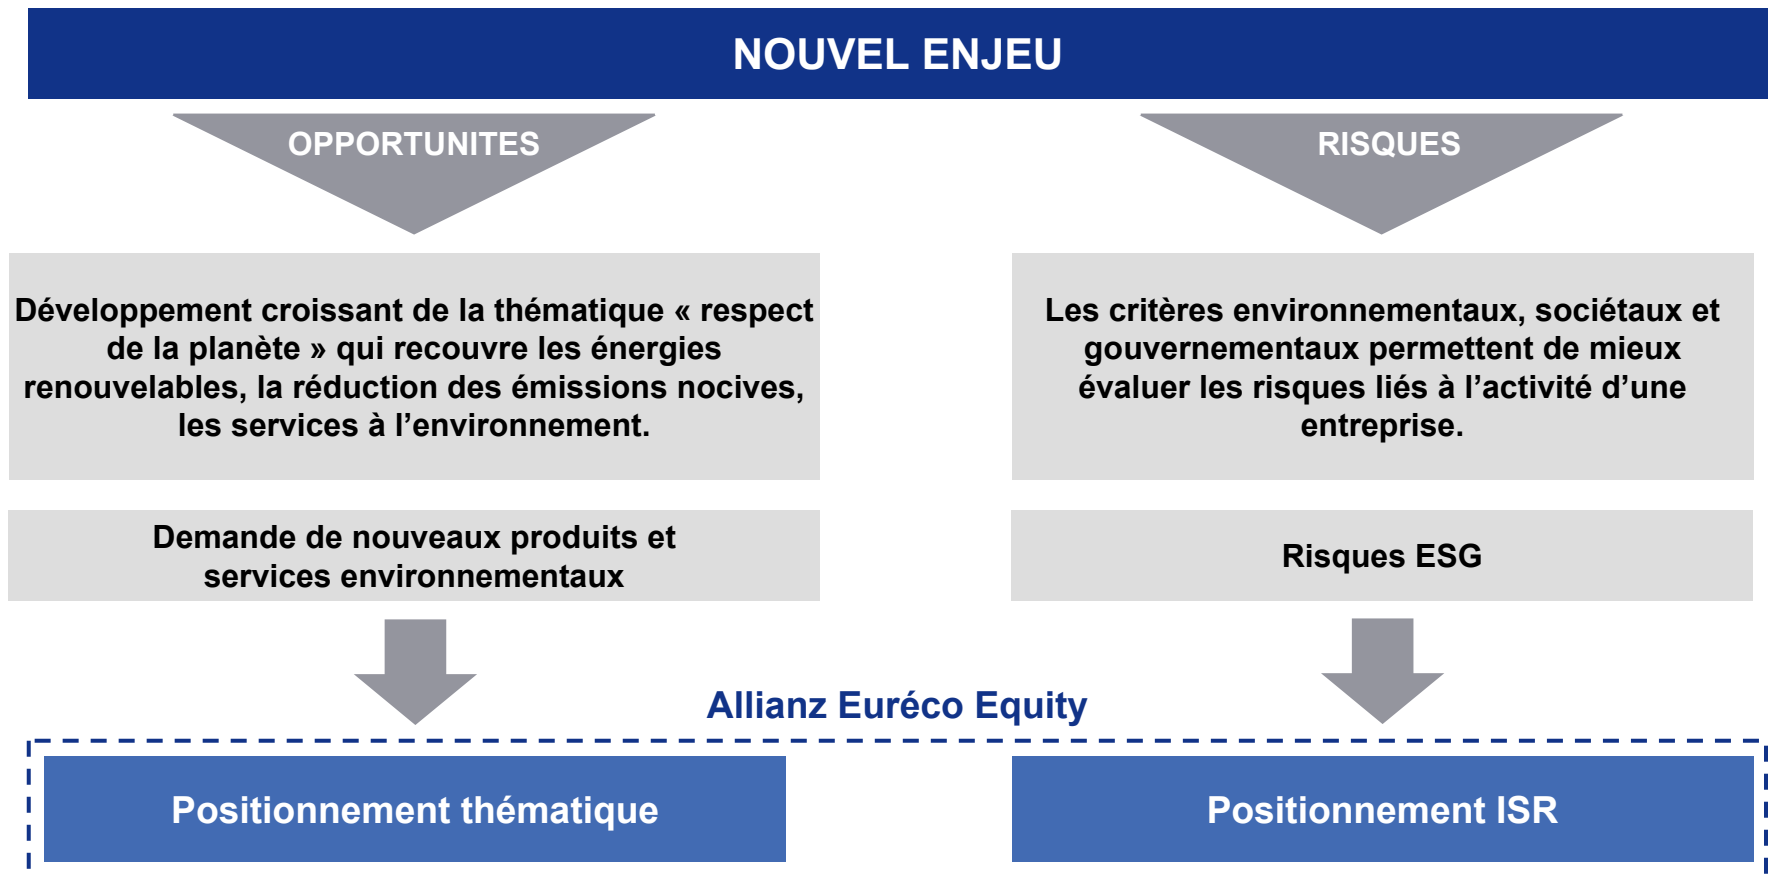 NOUVEL ENJEU
OPPORTUNITES
RISQUES
Développement croissant de la thématique « respect
de la planète » qui recouvre les énergies
renouvelables, la réduction des émissions nocives,
les services à l’environnement.
Les critères environnementaux, sociétaux et
gouvernementaux permettent de mieux
évaluer les risques liés à l’activité d’une
entreprise.
Demande de nouveaux produits et
services environnementaux
Risques ESG
Allianz Euréco Equity
Positionnement thématique
Positionnement ISR